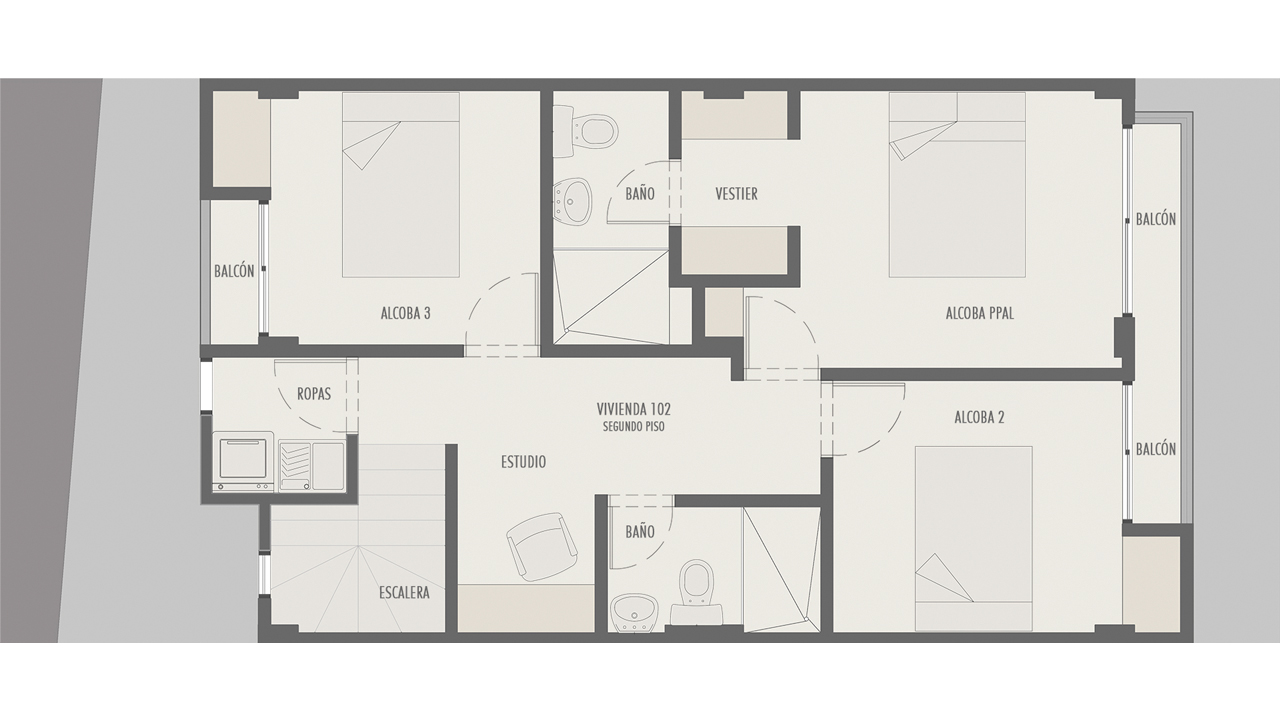 BAÑO
VESTIER
BALCÓN
BALCÓN
ALCOBA 3
ALCOBA PPAL
ROPAS
VIVIENDA 102
SEGUNDO PISO
ALCOBA 2
BALCÓN
ESTUDIO
BAÑO
ESCALERA